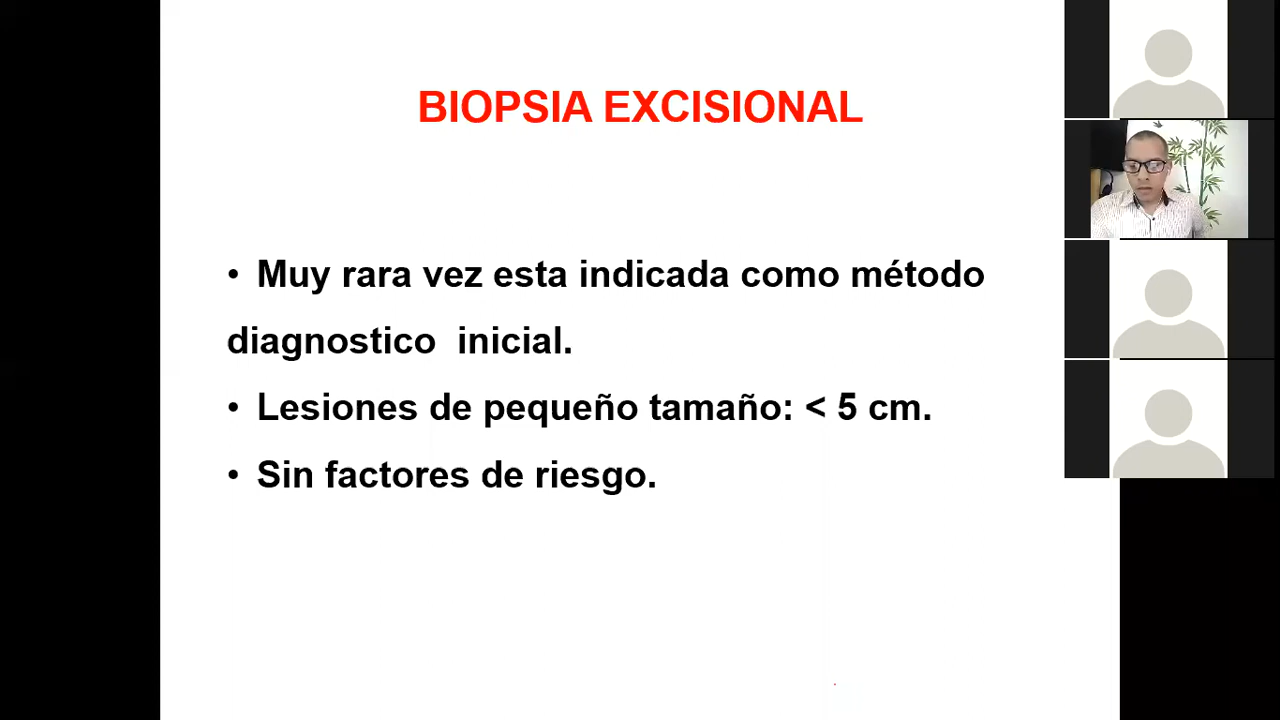 BIOPSIA EXCISIONAL
• Muy rara vez esta indicada como método
diagnostico inicial.
• Lesiones de pequeño tamaño: < 5 cm.
• Sin factores de riesgo.